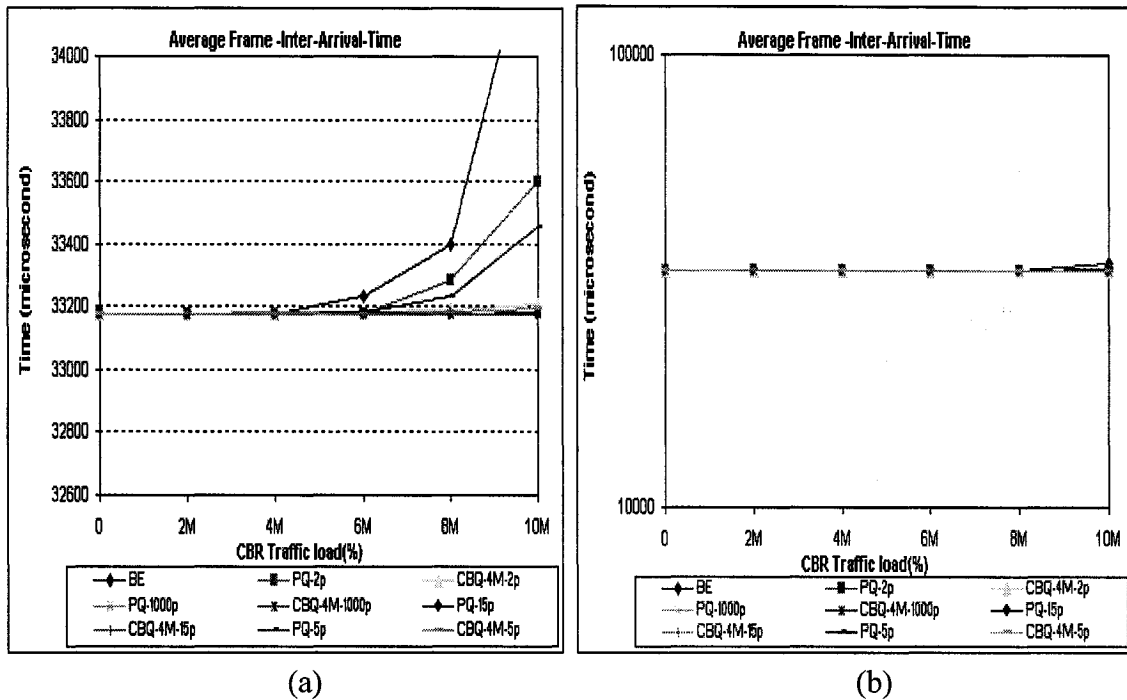 Average Frame -Inter-Arrival-Time
34000
33800
33600
33400
33200
33000
32800
32600
Time (microsecond)
0 2M 4M 6M 8M 10M
CBR Traffic load(%)
BE PQ-2p CBQ-4M-2p
PQ-1000p CBQ-4M-1000p PQ-15p
CBQ-4M-15p PQ-5p CBQ-4M-5p
(a)
Average Frame -Inter-Arrival-Time
100000
10000
Time (microsecond)
0 2M 4M 6M 8M 10M
CBR Traffic load(%)
BE PQ-2p CBQ-4M-2p
PQ-1000p CBQ-4M-1000p PQ-15p
CBQ-4M-15p PQ-5p CBQ-4M-5p
(b)